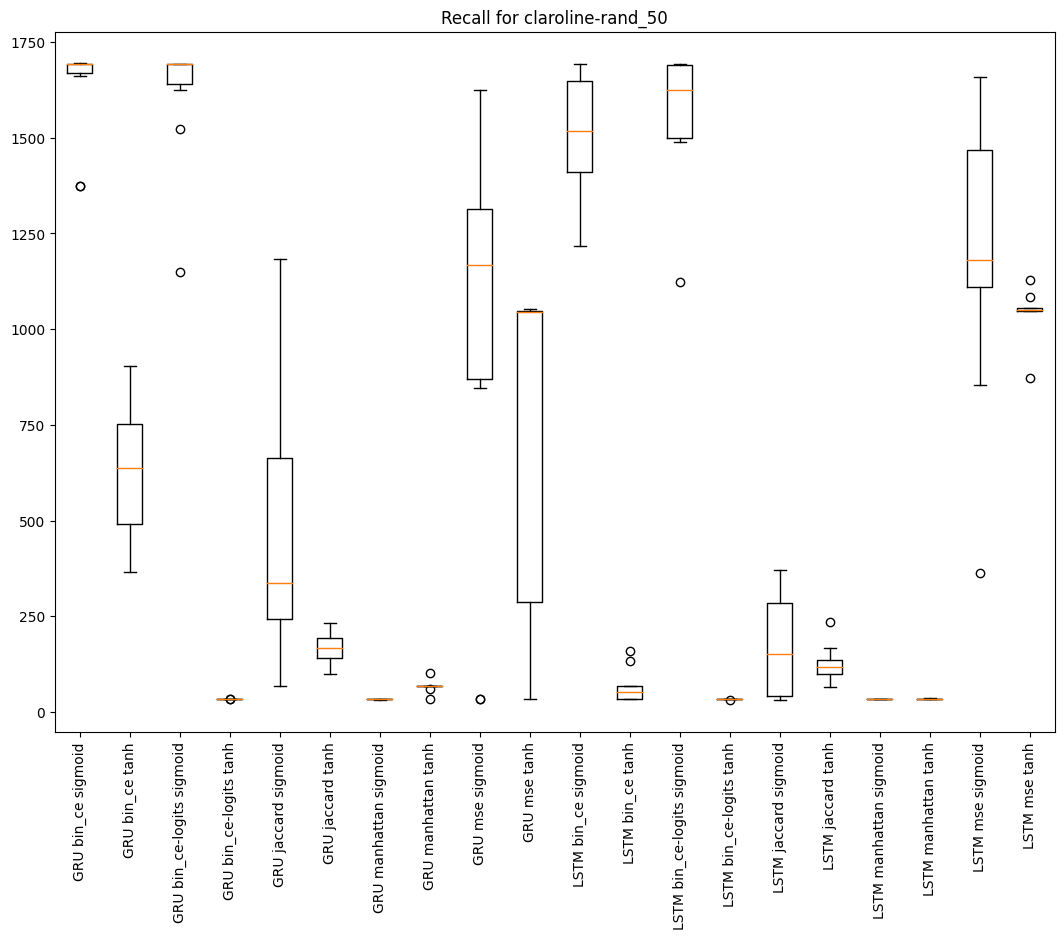 Recall for claroline-rand_50
1750
1500
1250
1000
750
500
250
0
GRU bin_ce sigmoid
GRU bin_ce tanh
GRU bin_ce-logits sigmoid
GRU bin_ce-logits tanh
GRU jaccard sigmoid
GRU jaccard tanh
GRU manhattan sigmoid
GRU manhattan tanh
GRU mse sigmoid
GRU mse tanh
LSTM bin_ce sigmoid
LSTM bin_ce tanh
LSTM bin_ce-logits sigmoid
LSTM bin_ce-logits tanh
LSTM jaccard sigmoid
LSTM jaccard tanh
LSTM manhattan sigmoid
LSTM manhattan tanh
LSTM mse sigmoid
LSTM mse tanh